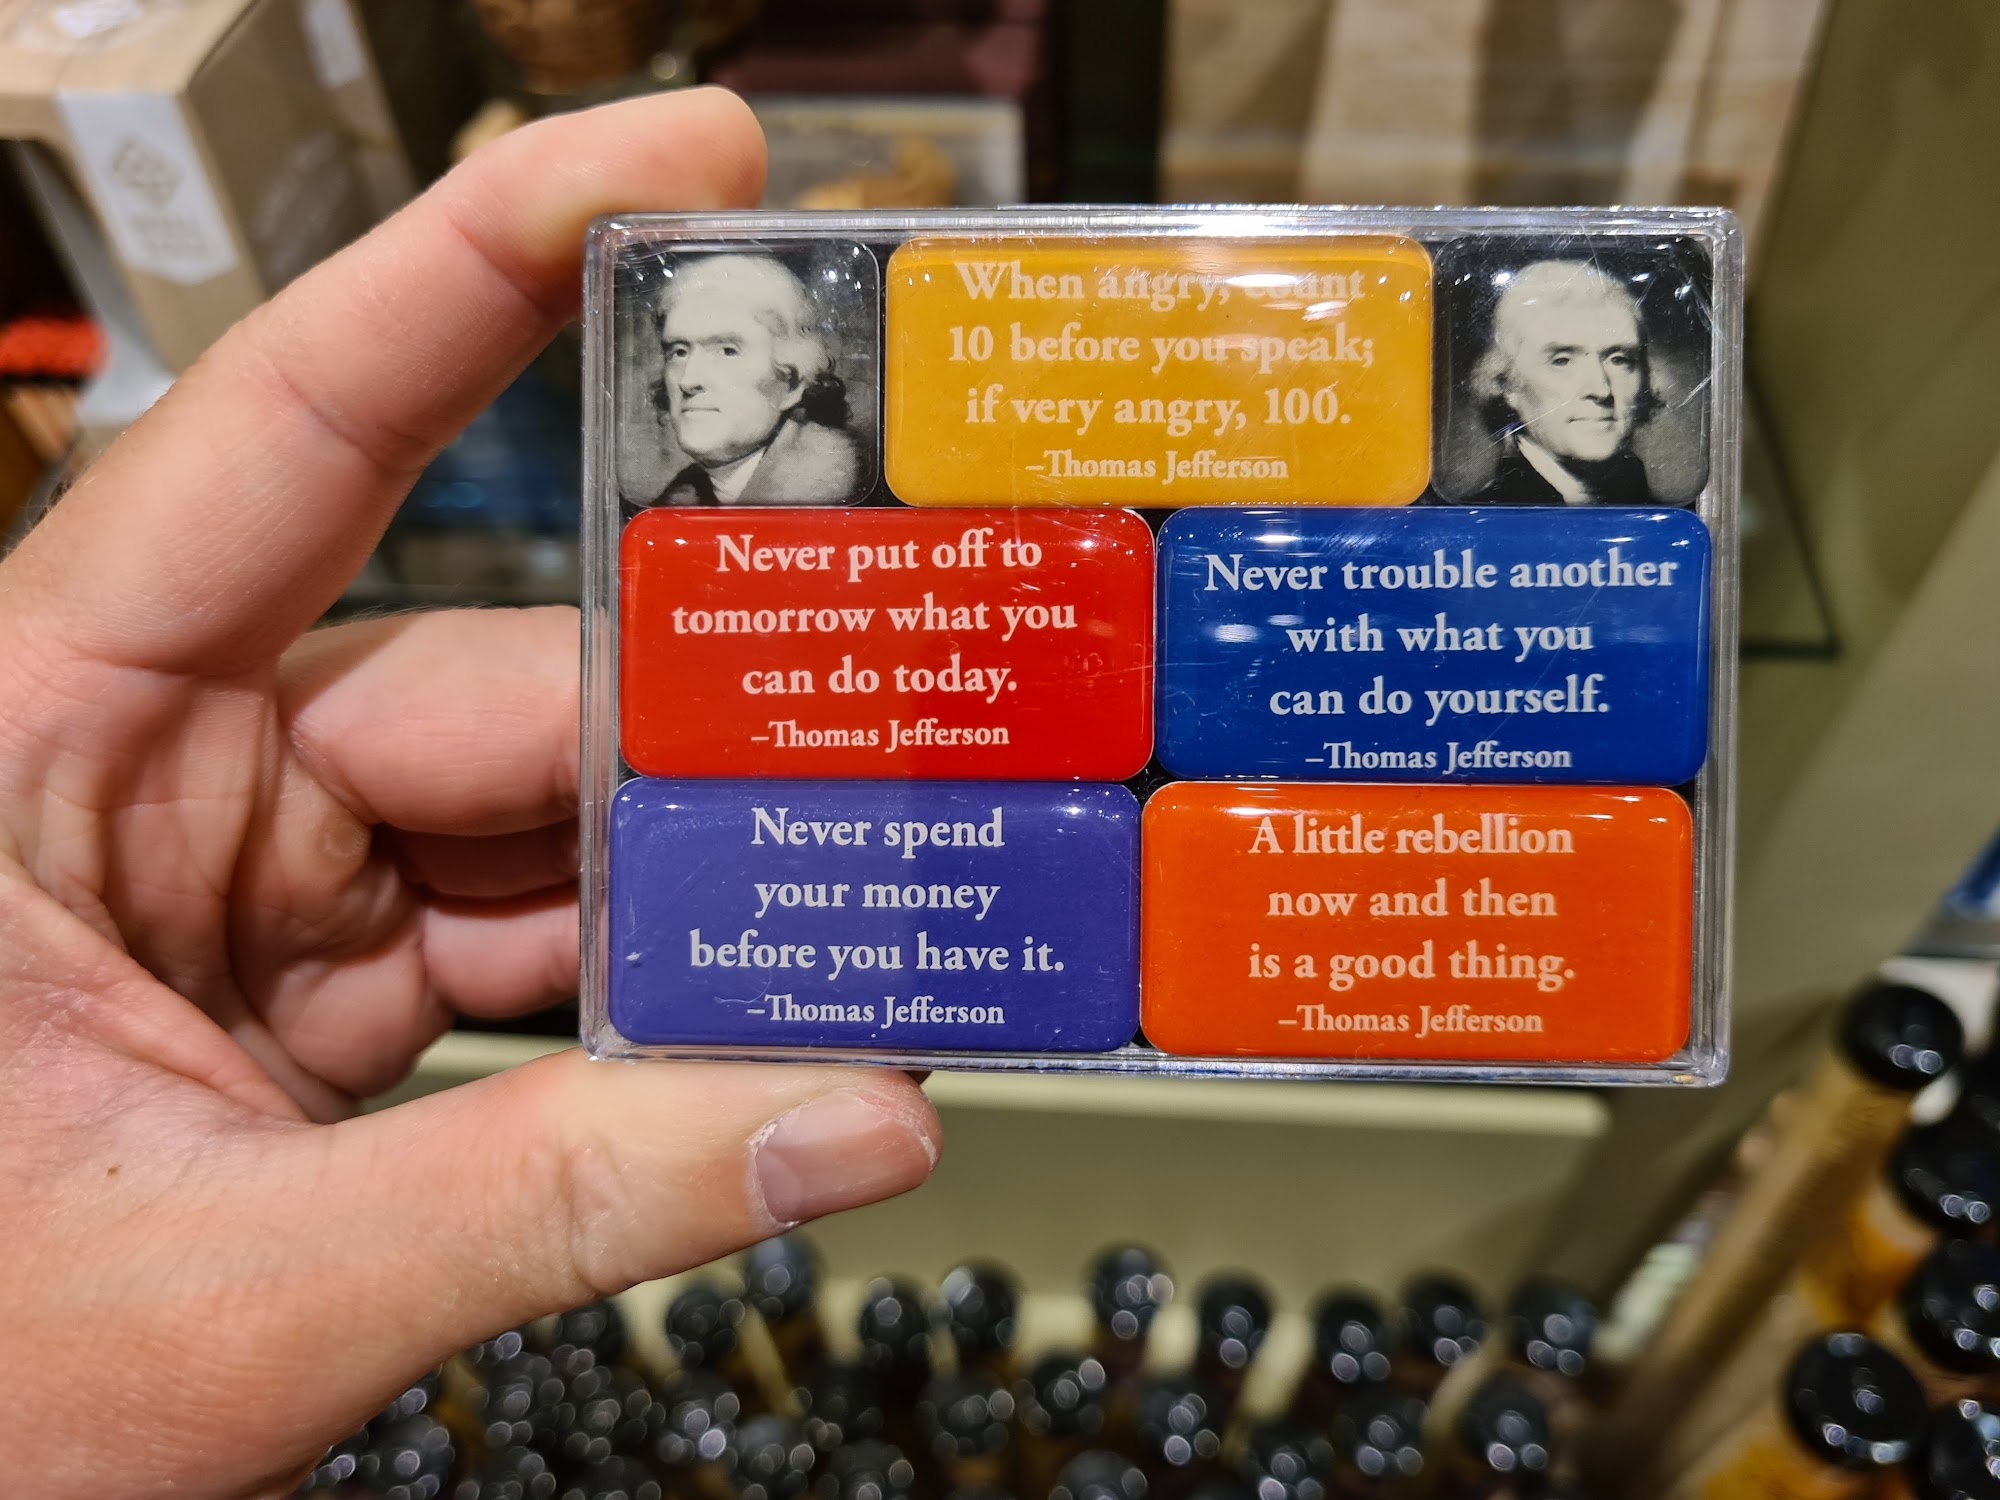 When angry, count
10 before you speak;
if very angry, 100.
–Thomas Jefferson
Never put off to
tomorrow what you
can do today.
–Thomas Jefferson
Never trouble another
with what you
can do yourself.
–Thomas Jefferson
Never spend
your money
before you have it.
–Thomas Jefferson
A little rebellion
now and then
is a good thing.
–Thomas Jefferson